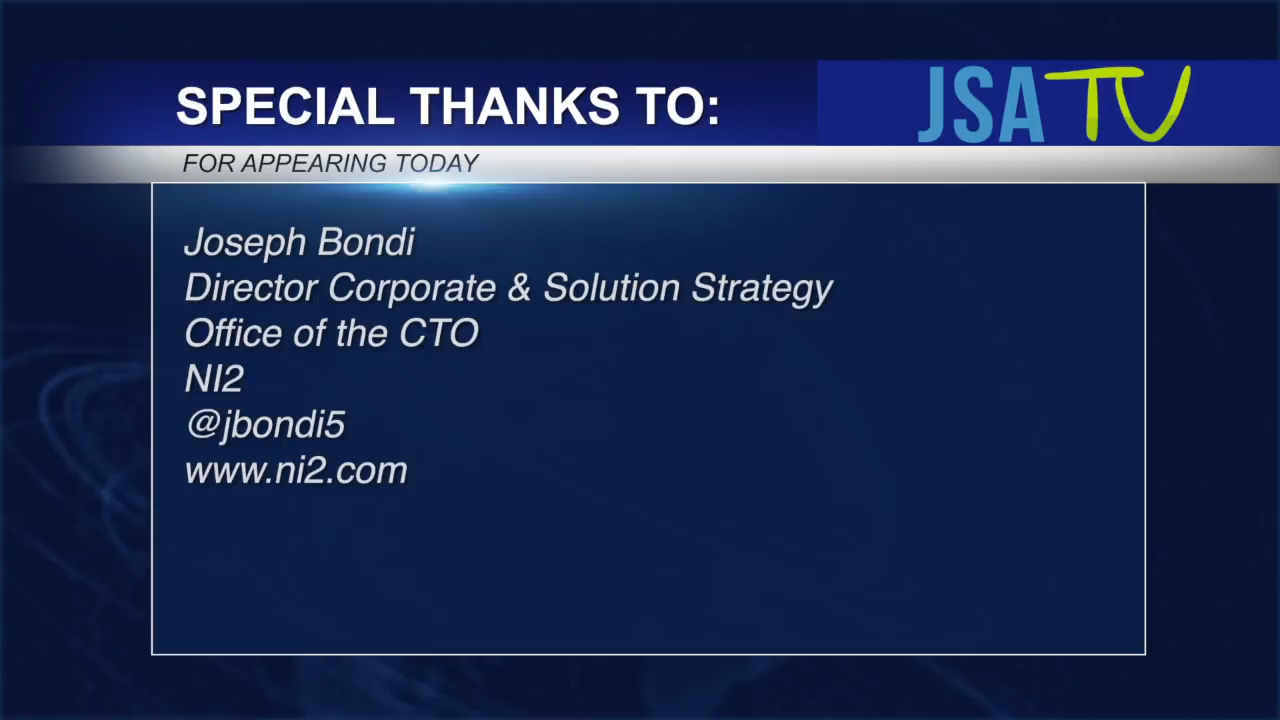 SPECIAL THANKS TO:
JSA TV
FOR APPEARING TODAY
Joseph Bondi
Director Corporate & Solution Strategy
Office of the CTO
NI2
@jbondi5
www.ni2.com